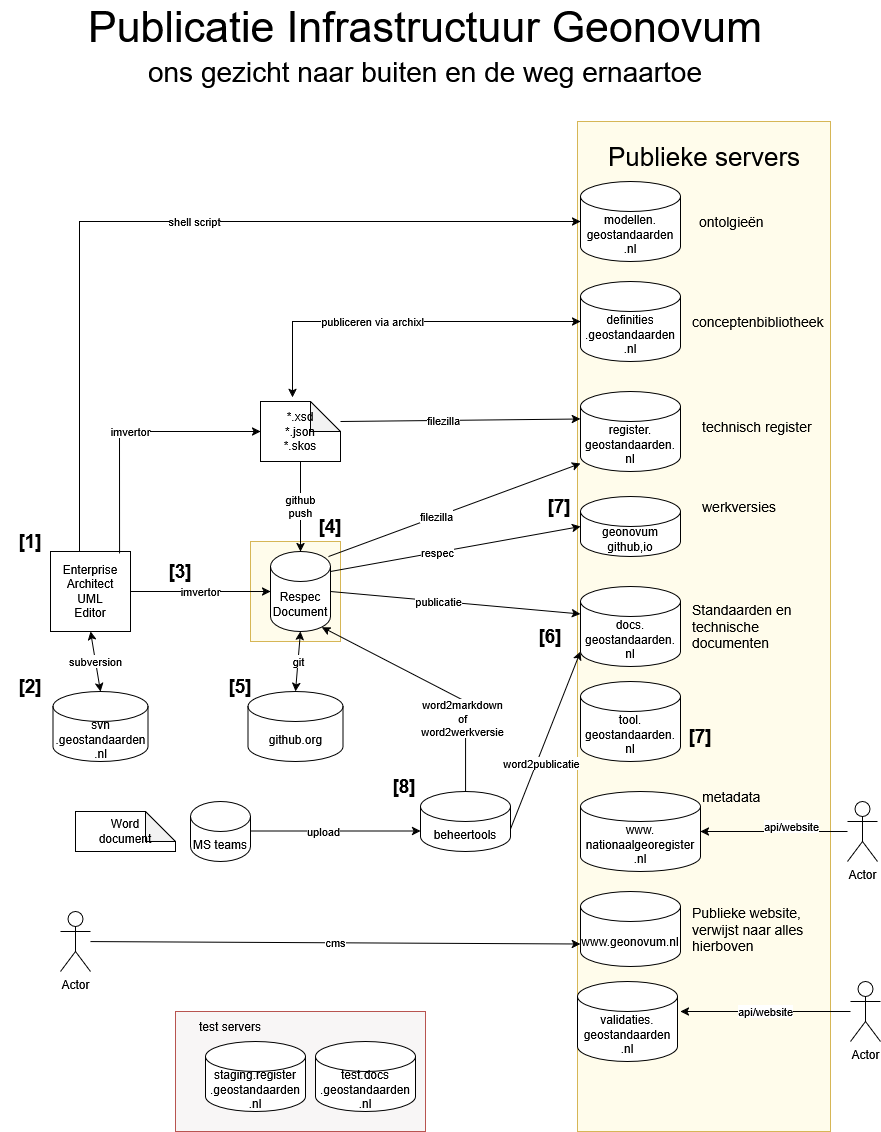 Publicatie Infrastructuur Geonovum
ons gezicht naar buiten en de weg ernaartoe
Publieke servers
shell script
modellen.
geostandaarden
.nl
ontolgieën
publiceren via archixl
definities
.geostandaarden
.nl
conceptenbibliotheek
imvertor
*.xsd
*.json
*.skos
filezilla
register.
geostandaarden.
nl
technisch register
github
push
filezilla
[7]
werkversies
geonovum
github,io
[1]
Enterprise
Architect
UML
Editor
[3]
imvertor
[4]
Respec
Document
respec
publicatie
[6]
docs.
geostandaarden.
nl
Standaarden en
technische
documenten
subversion
git
[2]
svn
.geostandaarden
.nl
[5]
github.org
word2markdown
of
word2werkversie
word2publicatie
tool.
geostandaarden.
nl
[7]
[8]
beheertools
Word
document
MS teams
upload
metadata
www.
nationaalgeoregister
.nl
api/website
Actor
Actor
cms
www.geonovum.nl
Publieke website,
verwijst naar alles
hierboven
validaties.
geostandaarden
.nl
api/website
Actor
test servers
staging.register
.geostandaarden
.nl
test.docs
.geostandaarden
.nl